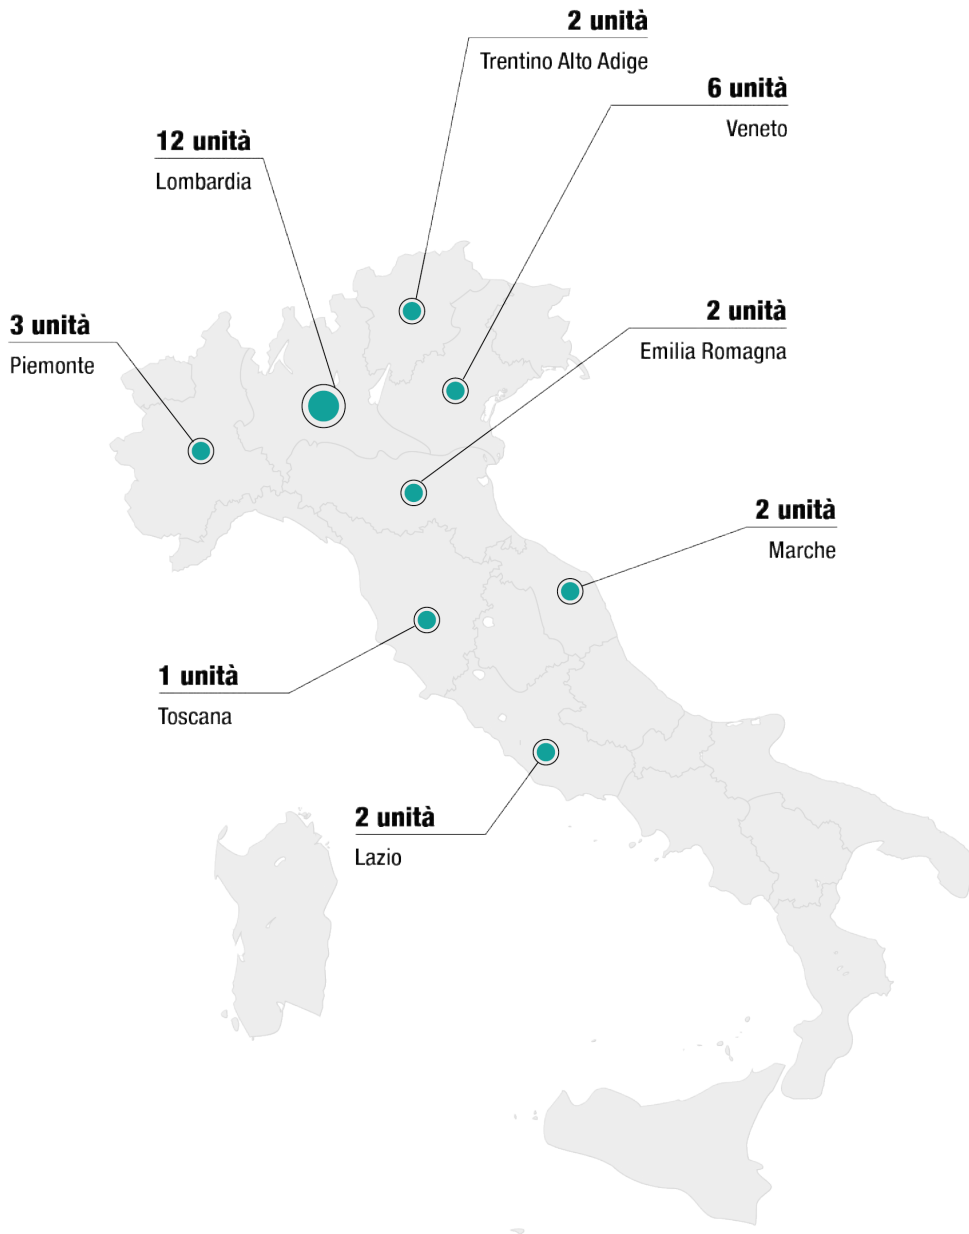 2 unità
Trentino Alto Adige
6 unità
Veneto
12 unità
Lombardia
3 unità
Piemonte
2 unità
Emilia Romagna
2 unità
Marche
1 unità
Toscana
2 unità
Lazio